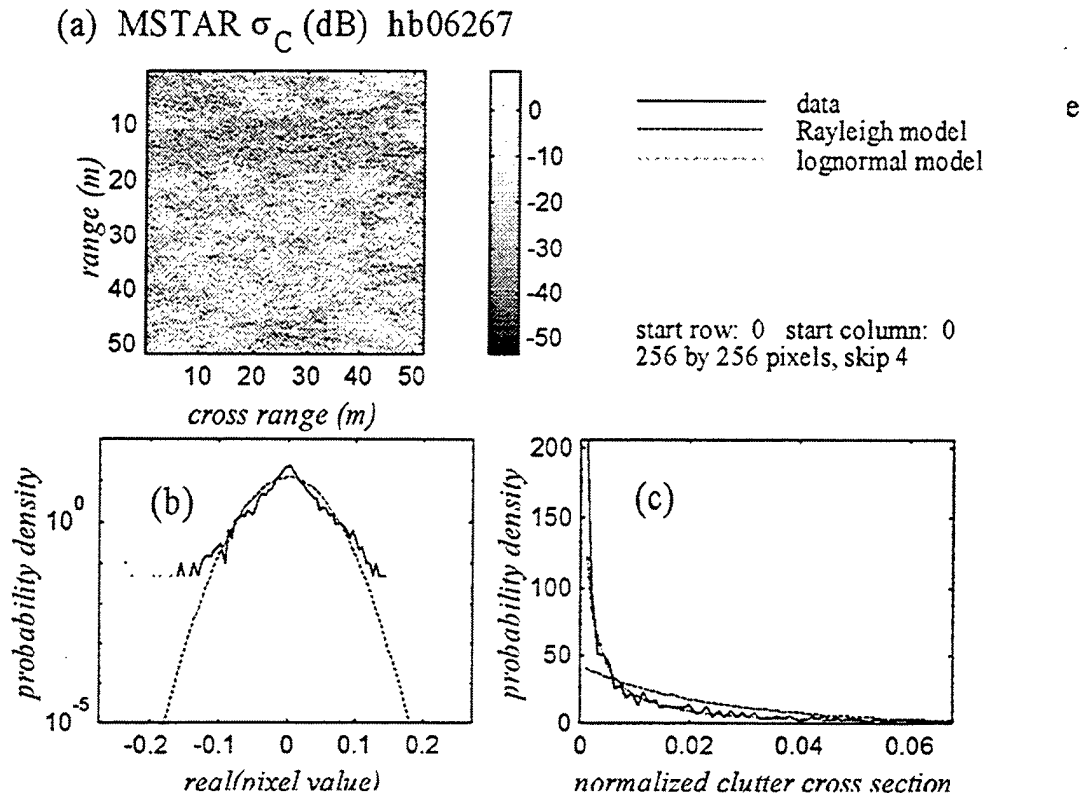 (a) MSTAR σC (dB) hb06267
range (m)
10
20
30
40
50
10 20 30 40 50
cross range (m)
0
-10
-20
-30
-40
-50
data
Rayleigh model
lognormal model
e
start row: 0 start column: 0
256 by 256 pixels, skip 4
(b)
probability density
10^0
10^-5
-0.2 -0.1 0 0.1 0.2
real(pixel value)
(c)
probability density
200
150
100
50
0
0 0.02 0.04 0.06
normalized clutter cross section